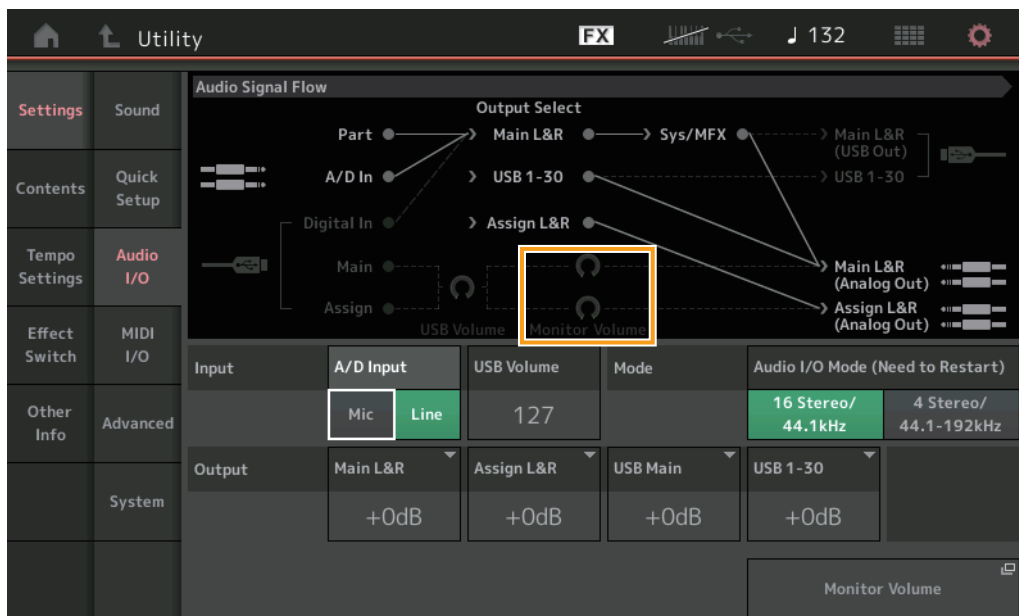 Utility
FX
132
Settings
Sound
Contents
Quick
Setup
Tempo
Settings
Audio
I/O
Effect
Switch
MIDI
I/O
Other
Info
Advanced
System
Audio Signal Flow
Output Select
Part
Main L&R
Sys/MFX
Main L&R
(USB Out)
A/D In
USB 1-30
USB 1-30
Digital In
Assign L&R
Main
Main L&R
(Analog Out)
Assign
Assign L&R
(Analog Out)
USB Volume
Monitor Volume
Input
A/D Input
USB Volume
Mode
Audio I/O Mode (Need to Restart)
Mic
Line
127
16 Stereo/
44.1kHz
4 Stereo/
44.1-192kHz
Output
Main L&R
Assign L&R
USB Main
USB 1-30
+0dB
+0dB
+0dB
+0dB
Monitor Volume